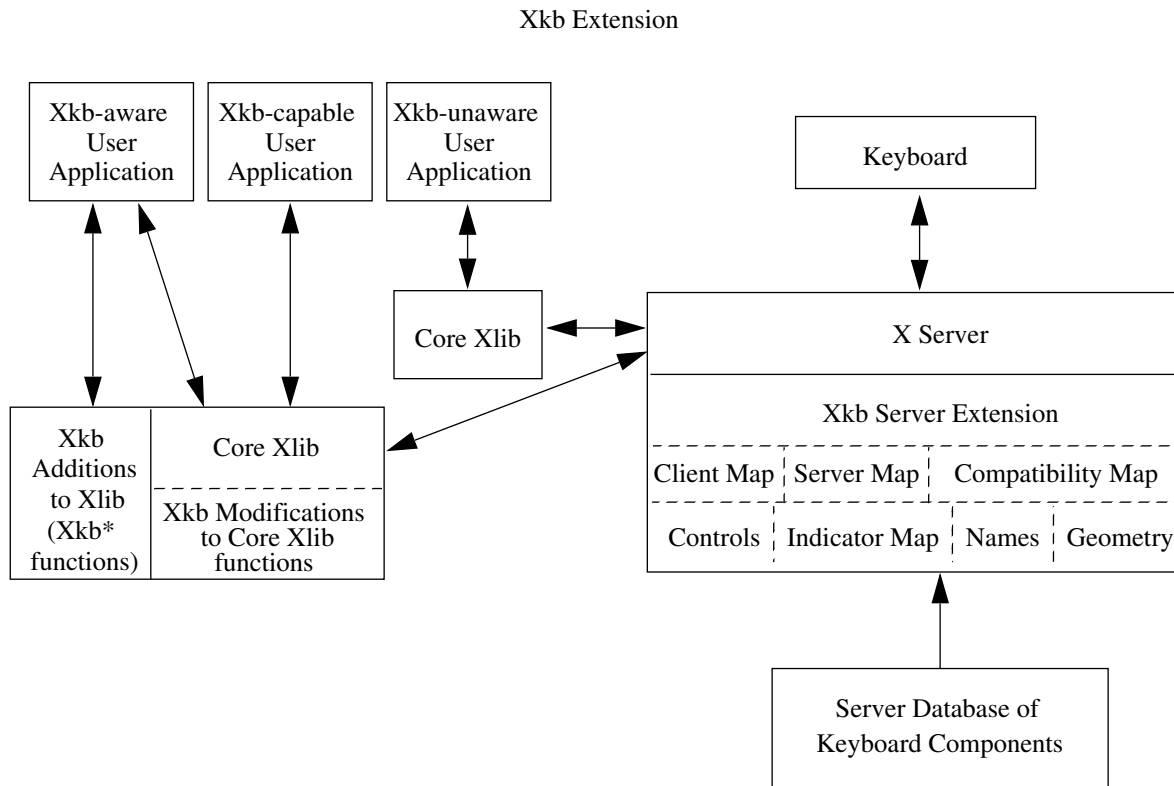 Xkb Extension
Xkb-aware
User
Application
Xkb-capable
User
Application
Xkb-unaware
User
Application
Keyboard
Core Xlib
X Server
Xkb Server Extension
Client Map
Server Map
Compatibility Map
Controls
Indicator Map
Names
Geometry
Xkb
Additions
to Xlib
(Xkb*
functions)
Core Xlib
Xkb Modifications
to Core Xlib
functions
Server Database of
Keyboard Components